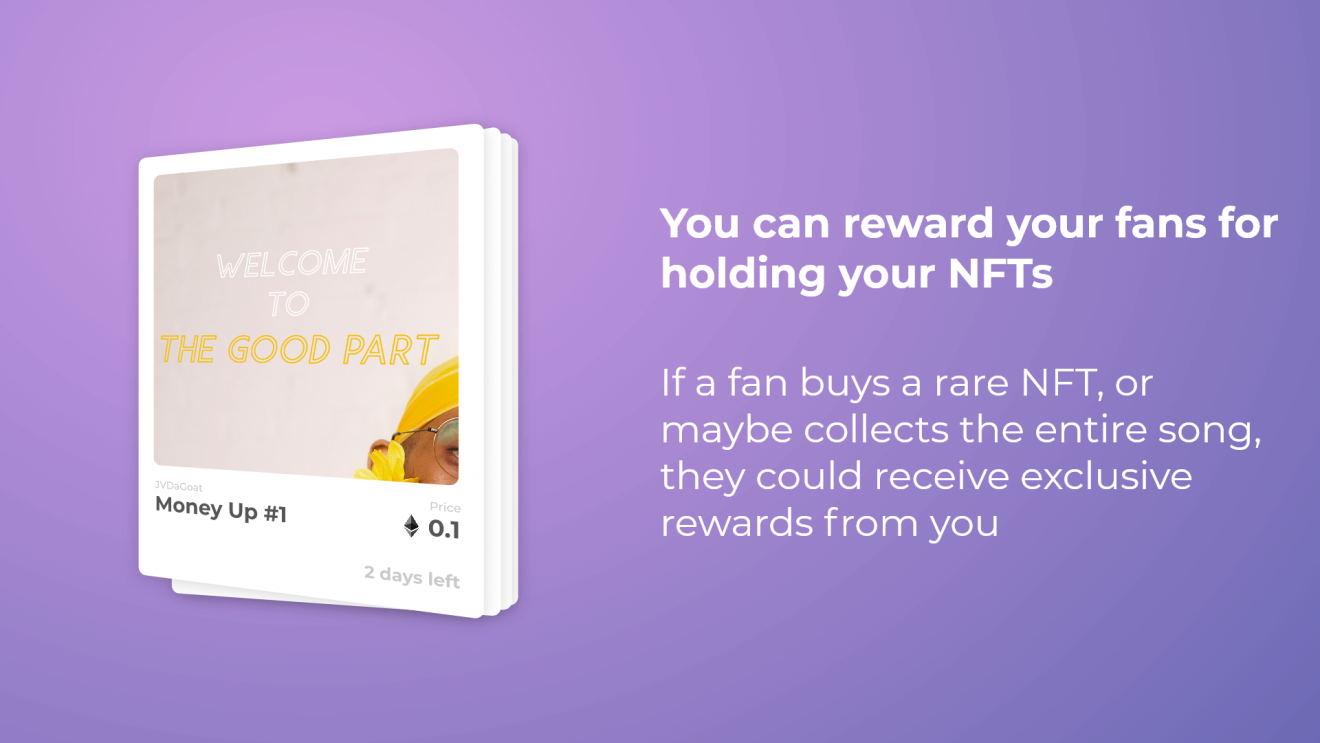 WELCOME
TO
THE GOOD PART
JVDaGoat
Money Up #1
Price
0.1
2 days left
You can reward your fans for
holding your NFTs
If a fan buys a rare NFT, or
maybe collects the entire song,
they could receive exclusive
rewards from you